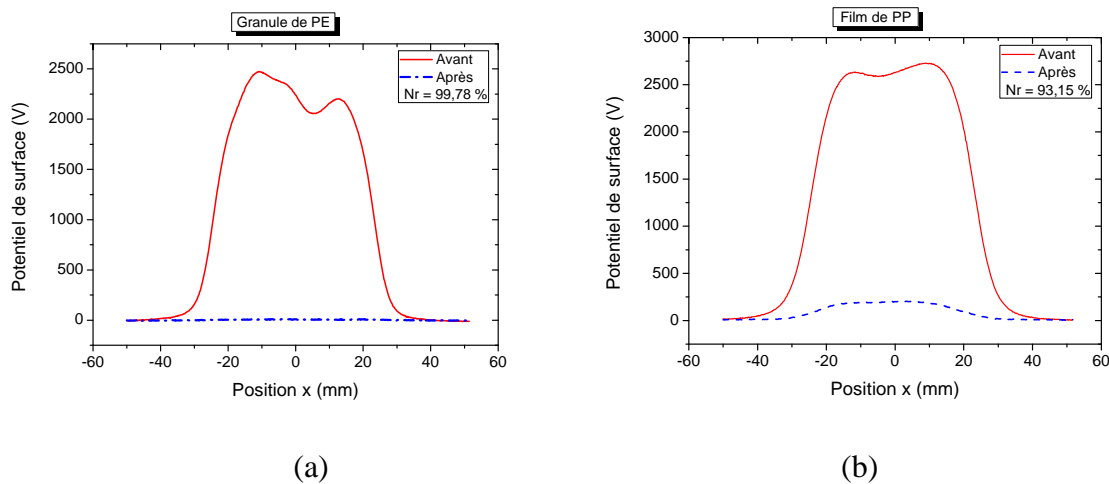 Granule de PE
Avant
Après
Nr = 99,78 %
2500
2000
1500
1000
500
0
Potentiel de surface (V)
-60
-40
-20
0
20
40
60
Position x (mm)
(a)
Film de PP
Avant
Après
Nr = 93,15 %
3000
2500
2000
1500
1000
500
0
Potentiel de surface (V)
-60
-40
-20
0
20
40
60
Position x (mm)
(b)